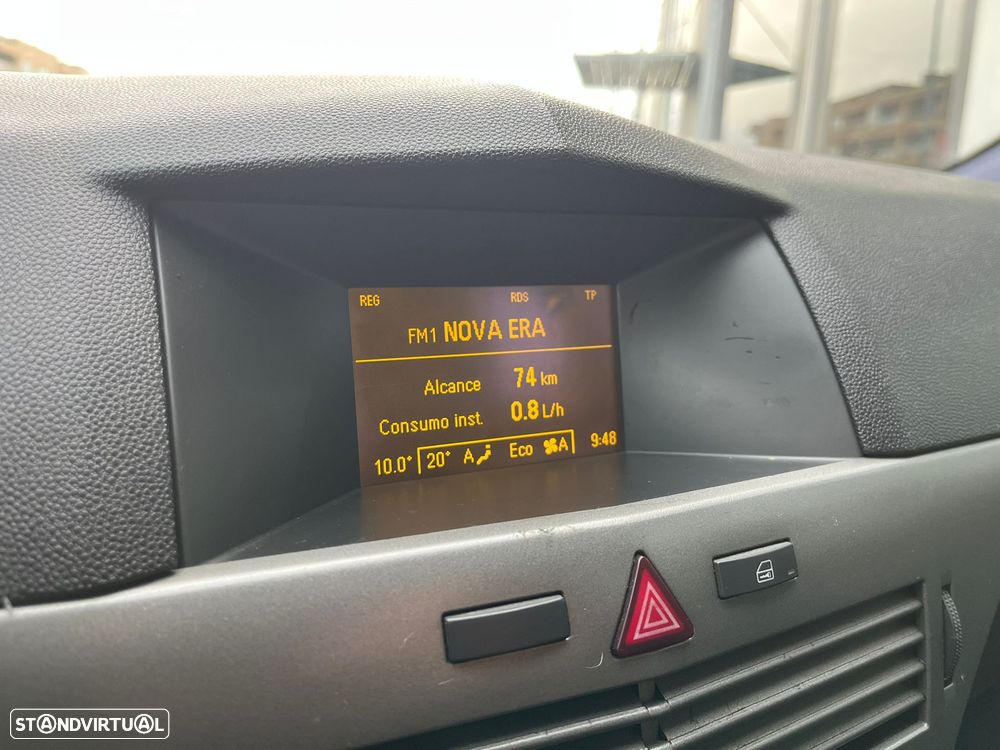 REG RDS TP
FM1 NOVA ERA
Alcance 74 km
Consumo inst. 0.8 L/h
10.0° 20° A Eco A 9:48
STANDVIRTUAL